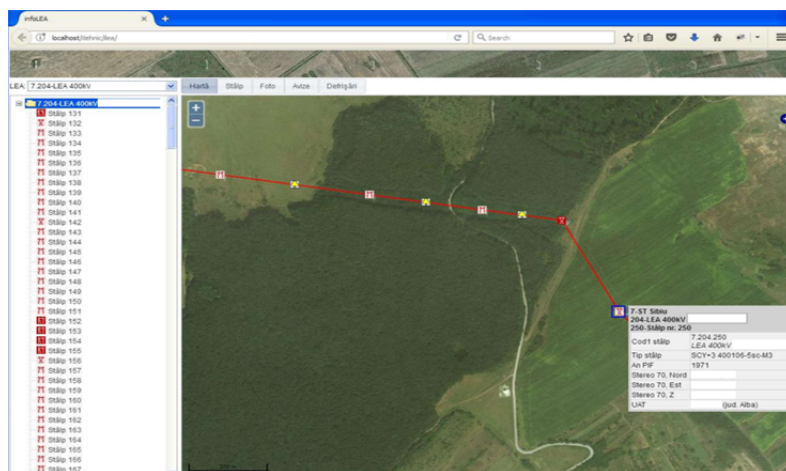 infoLEA
localhost/itehnic/lea/
Search
LEA: 7.204-LEA 400kV
Hartă Stâlp Foto Avize Defrișări
7.204-LEA 400kV
Stâlp 131
Stâlp 132
Stâlp 133
Stâlp 134
Stâlp 135
Stâlp 136
Stâlp 137
Stâlp 138
Stâlp 139
Stâlp 140
Stâlp 141
Stâlp 142
Stâlp 143
Stâlp 144
Stâlp 145
Stâlp 146
Stâlp 147
Stâlp 148
Stâlp 149
Stâlp 150
Stâlp 151
Stâlp 152
Stâlp 153
Stâlp 154
Stâlp 155
Stâlp 156
Stâlp 157
Stâlp 158
Stâlp 159
Stâlp 160
Stâlp 161
Stâlp 162
Stâlp 163
Stâlp 164
Stâlp 165
Stâlp 166
Stâlp 167
7-ST Sibiu
204-LEA 400kV
250-Stâlp nr. 250
Cod1 stâlp 7.204.250
LEA 400kV
Tip stâlp SCY+3 400106-5sc-M3
An PIF 1971
Stereo 70, Nord
Stereo 70, Est
Stereo 70, Z
UAT (jud. Alba)